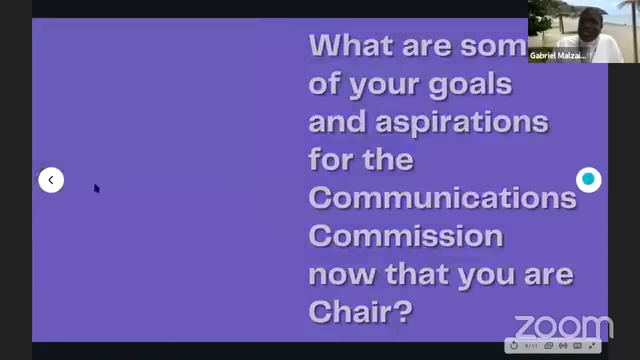 What are som
of your goals
and aspirations
for the
Communications
Commission
now that you are
Chair?
Gabriel Malzai...
zoom